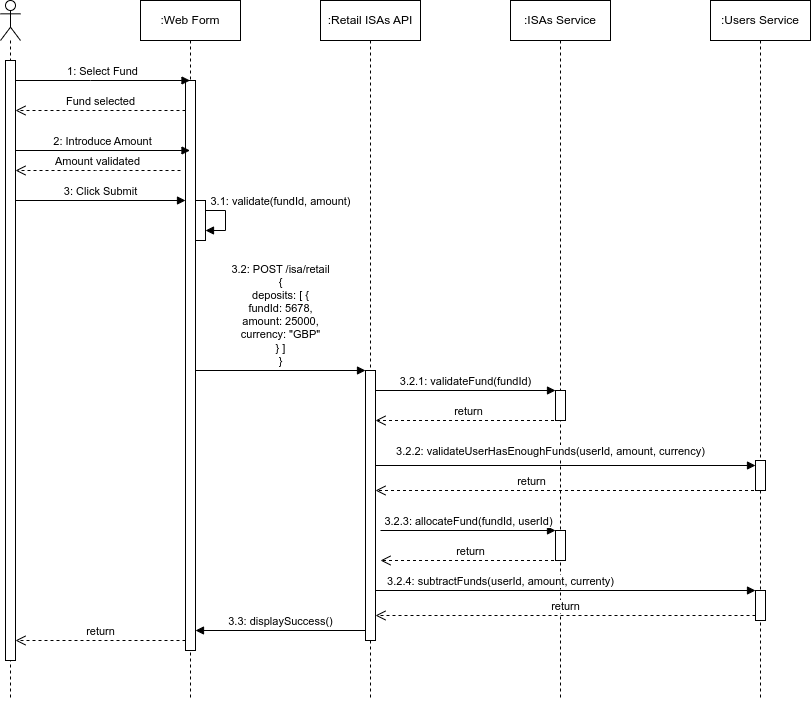 :Web Form
:Retail ISAs API
:ISAs Service
:Users Service
1: Select Fund
Fund selected
2: Introduce Amount
Amount validated
3: Click Submit
3.1: validate(fundId, amount)
3.2: POST /isa/retail
{
deposits: [ {
fundId: 5678,
amount: 25000,
currency: "GBP"
} ]
}
3.2.1: validateFund(fundId)
return
3.2.2: validateUserHasEnoughFunds(userId, amount, currency)
return
3.2.3: allocateFund(fundId, userId)
return
3.2.4: subtractFunds(userId, amount, currenty)
return
3.3: displaySuccess()
return